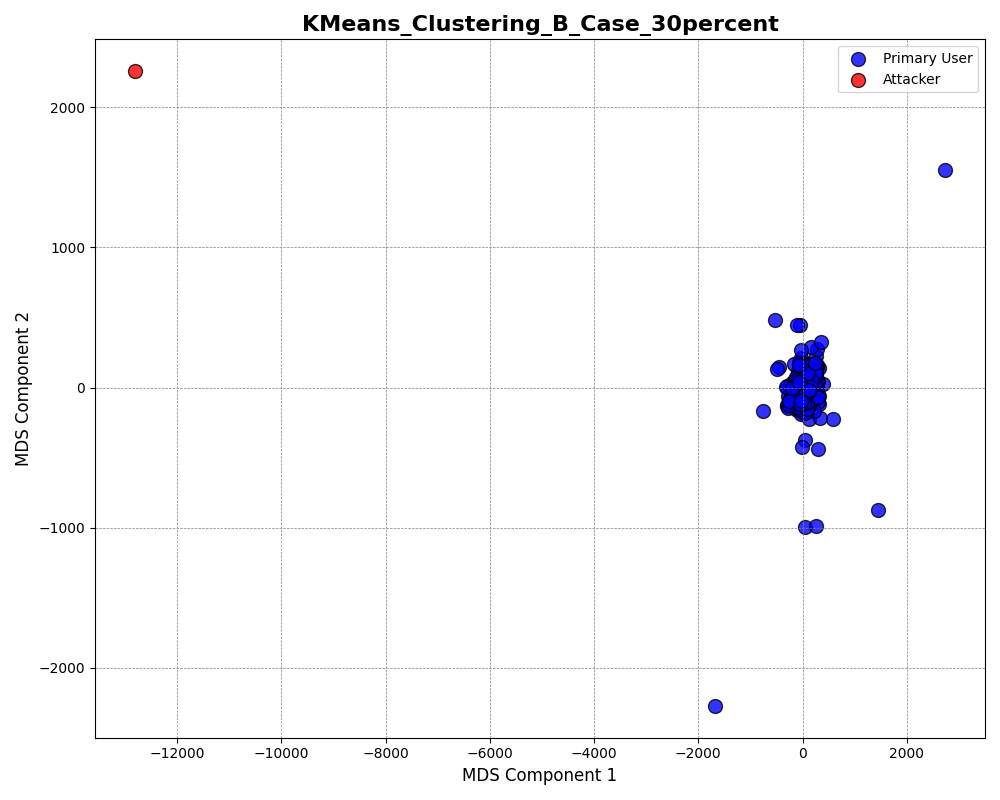 KMeans_Clustering_B_Case_30percent
Primary User
Attacker
MDS Component 2
2000
1000
0
−1000
−2000
−12000 −10000 −8000 −6000 −4000 −2000 0 2000
MDS Component 1